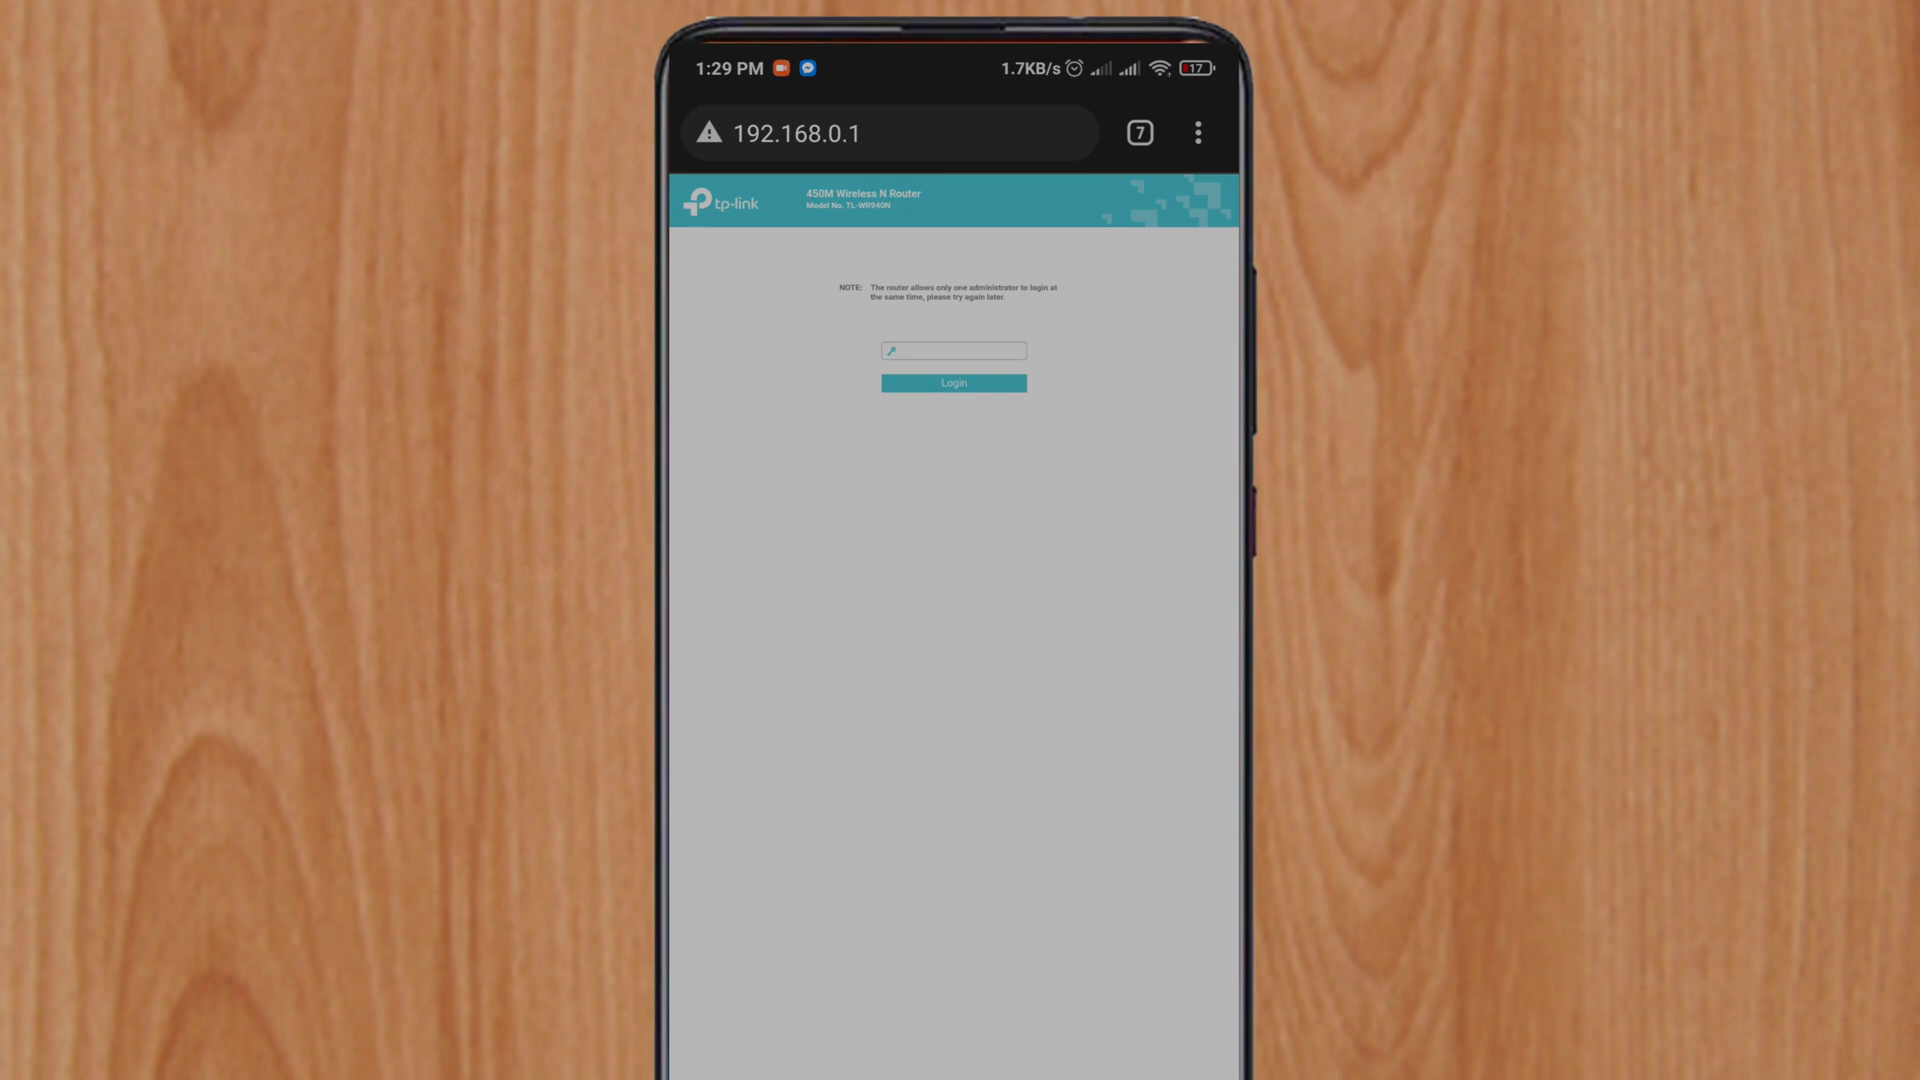 1:29 PM
1.7KB/s
17
192.168.0.1
7
tp-link
450M Wireless N Router
Model No. TL-WR940N
NOTE: The router allows only one administrator to login at
the same time, please try again later.
Login